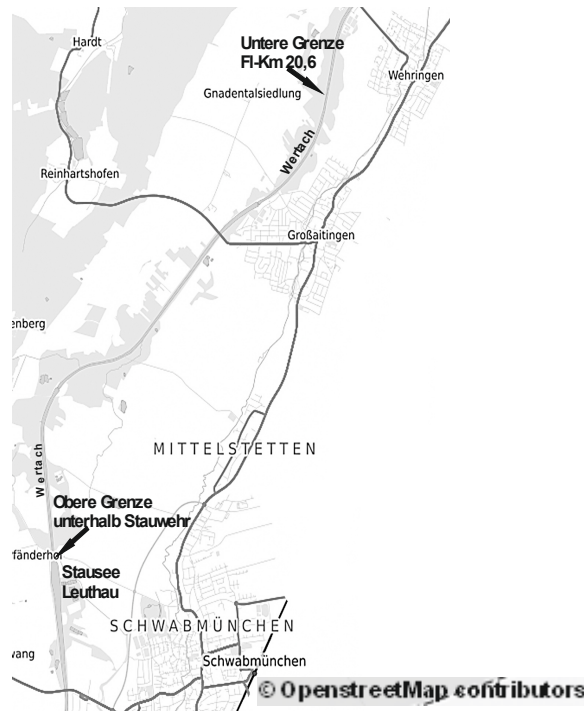 Hardt
Untere Grenze
Fl-Km 20,6
Wehringen
Gnadentalsiedlung
Wertach
Reinhartshofen
Großaitingen
enberg
MITTELSTETTEN
Wertach
Obere Grenze
unterhalb Stauwehr
fänderhof
Stausee
Leuthau
SCHWABMÜNCHEN
wang
Schwabmünchen
© OpenstreetMap contributors